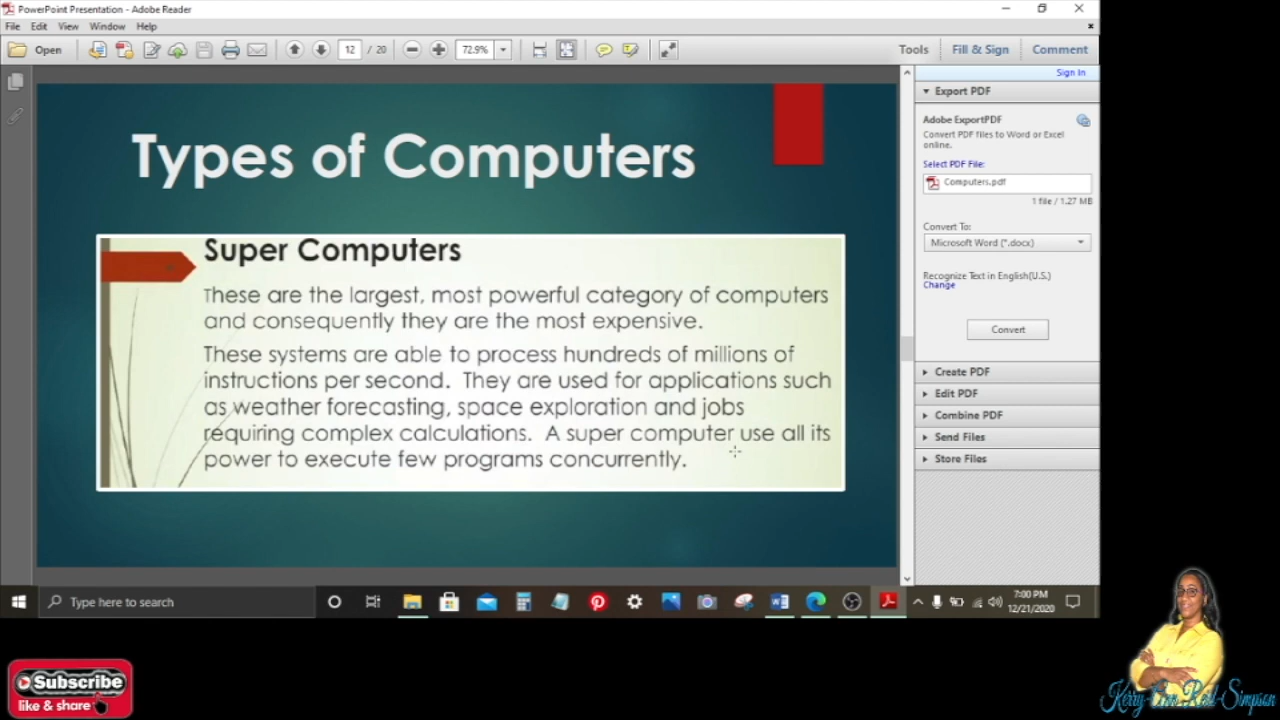 PowerPoint Presentation - Adobe Reader
File Edit View Window Help
Open 12 / 20 72.9% Tools Fill & Sign Comment
Sign In
Export PDF
Adobe ExportPDF
Convert PDF files to Word or Excel
online.
Select PDF File:
Computers.pdf
1 file / 1.27 MB
Convert To:
Microsoft Word (*.docx)
Recognize Text in English(U.S.)
Change
Convert
Create PDF
Edit PDF
Combine PDF
Send Files
Store Files
Types of Computers
Super Computers
These are the largest, most powerful category of computers
and consequently they are the most expensive.
These systems are able to process hundreds of millions of
instructions per second. They are used for applications such
as weather forecasting, space exploration and jobs
requiring complex calculations. A super computer use all its
power to execute few programs concurrently.
Type here to search
7:00 PM
12/21/2020
Subscribe
like & share
Kerry-Ann Reid-Simpson